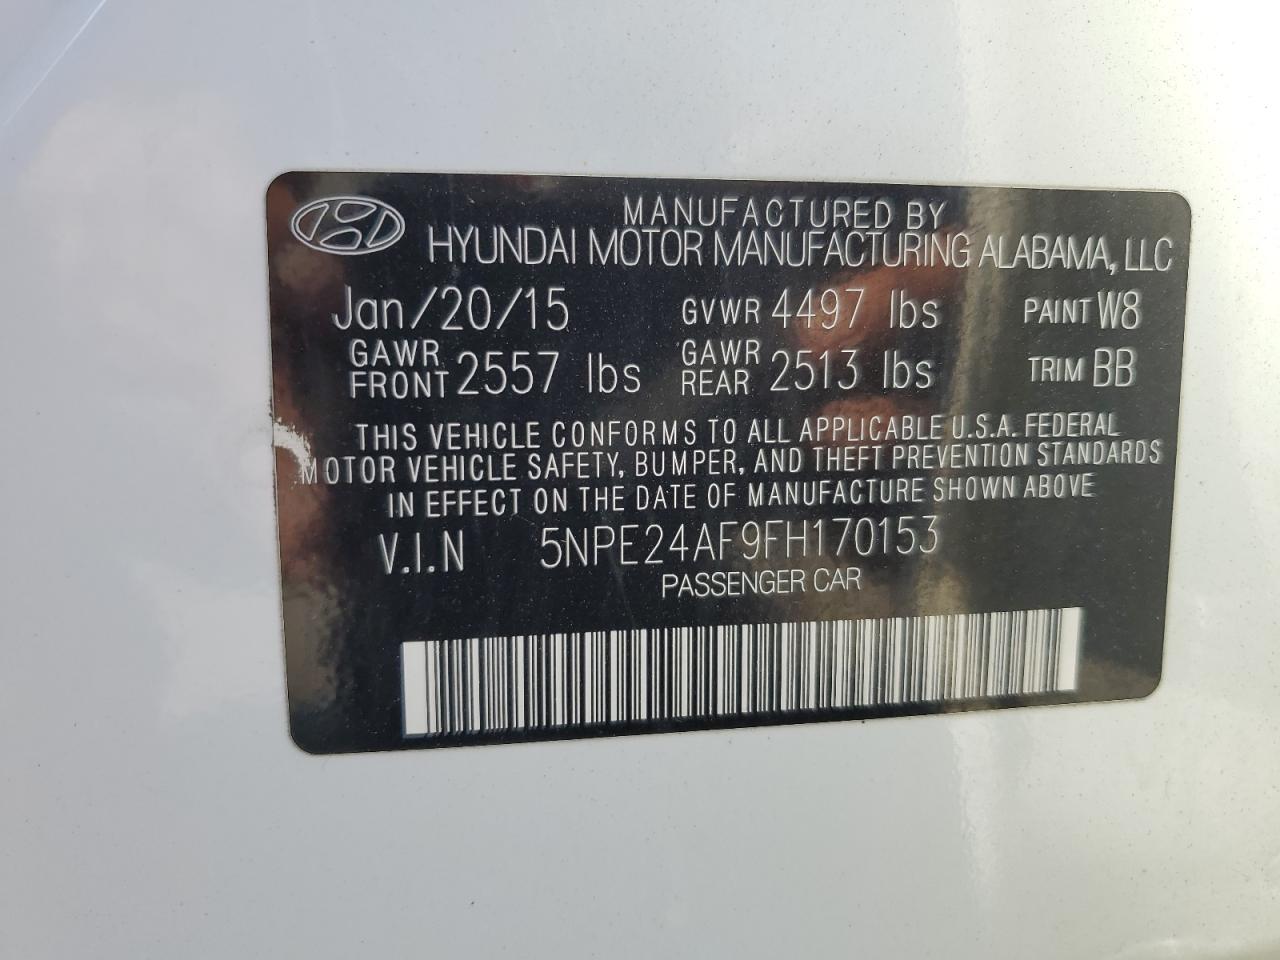 MANUFACTURED BY
HYUNDAI MOTOR MANUFACTURING ALABAMA, LLC
Jan/20/15 GVWR 4497 lbs PAINT W8
GAWR FRONT 2557 lbs GAWR REAR 2513 lbs TRIM BB
THIS VEHICLE CONFORMS TO ALL APPLICABLE U.S.A. FEDERAL
MOTOR VEHICLE SAFETY, BUMPER, AND THEFT PREVENTION STANDARDS
IN EFFECT ON THE DATE OF MANUFACTURE SHOWN ABOVE
V.I.N 5NPE24AF9FH170153
PASSENGER CAR